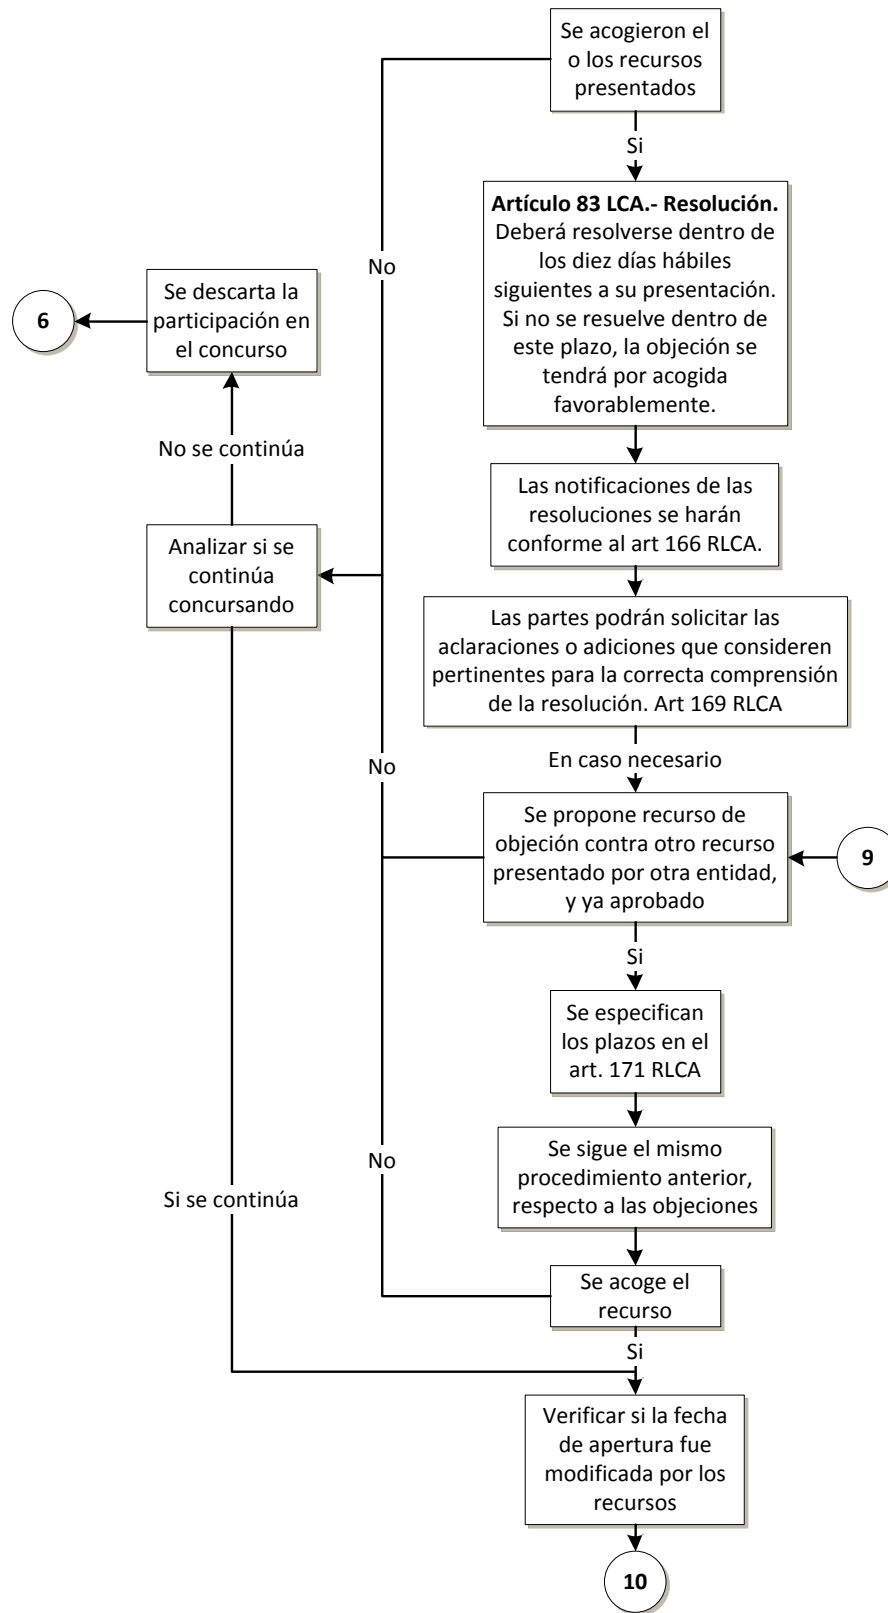 Se acogieron el
o los recursos
presentados
Si
Artículo 83 LCA.- Resolución.
Deberá resolverse dentro de
los diez días hábiles
siguientes a su presentación.
Si no se resuelve dentro de
este plazo, la objeción se
tendrá por acogida
favorablemente.
No
Se descarta la
participación en
el concurso
6
No se continúa
Las notificaciones de las
resoluciones se harán
conforme al art 166 RLCA.
Analizar si se
continúa
concursando
Las partes podrán solicitar las
aclaraciones o adiciones que consideren
pertinentes para la correcta comprensión
de la resolución. Art 169 RLCA
En caso necesario
No
Se propone recurso de
objeción contra otro recurso
presentado por otra entidad,
y ya aprobado
9
Si
Se especifican
los plazos en el
art. 171 RLCA
Se sigue el mismo
procedimiento anterior,
respecto a las objeciones
No
Si se continúa
Se acoge el
recurso
Si
Verificar si la fecha
de apertura fue
modificada por los
recursos
10